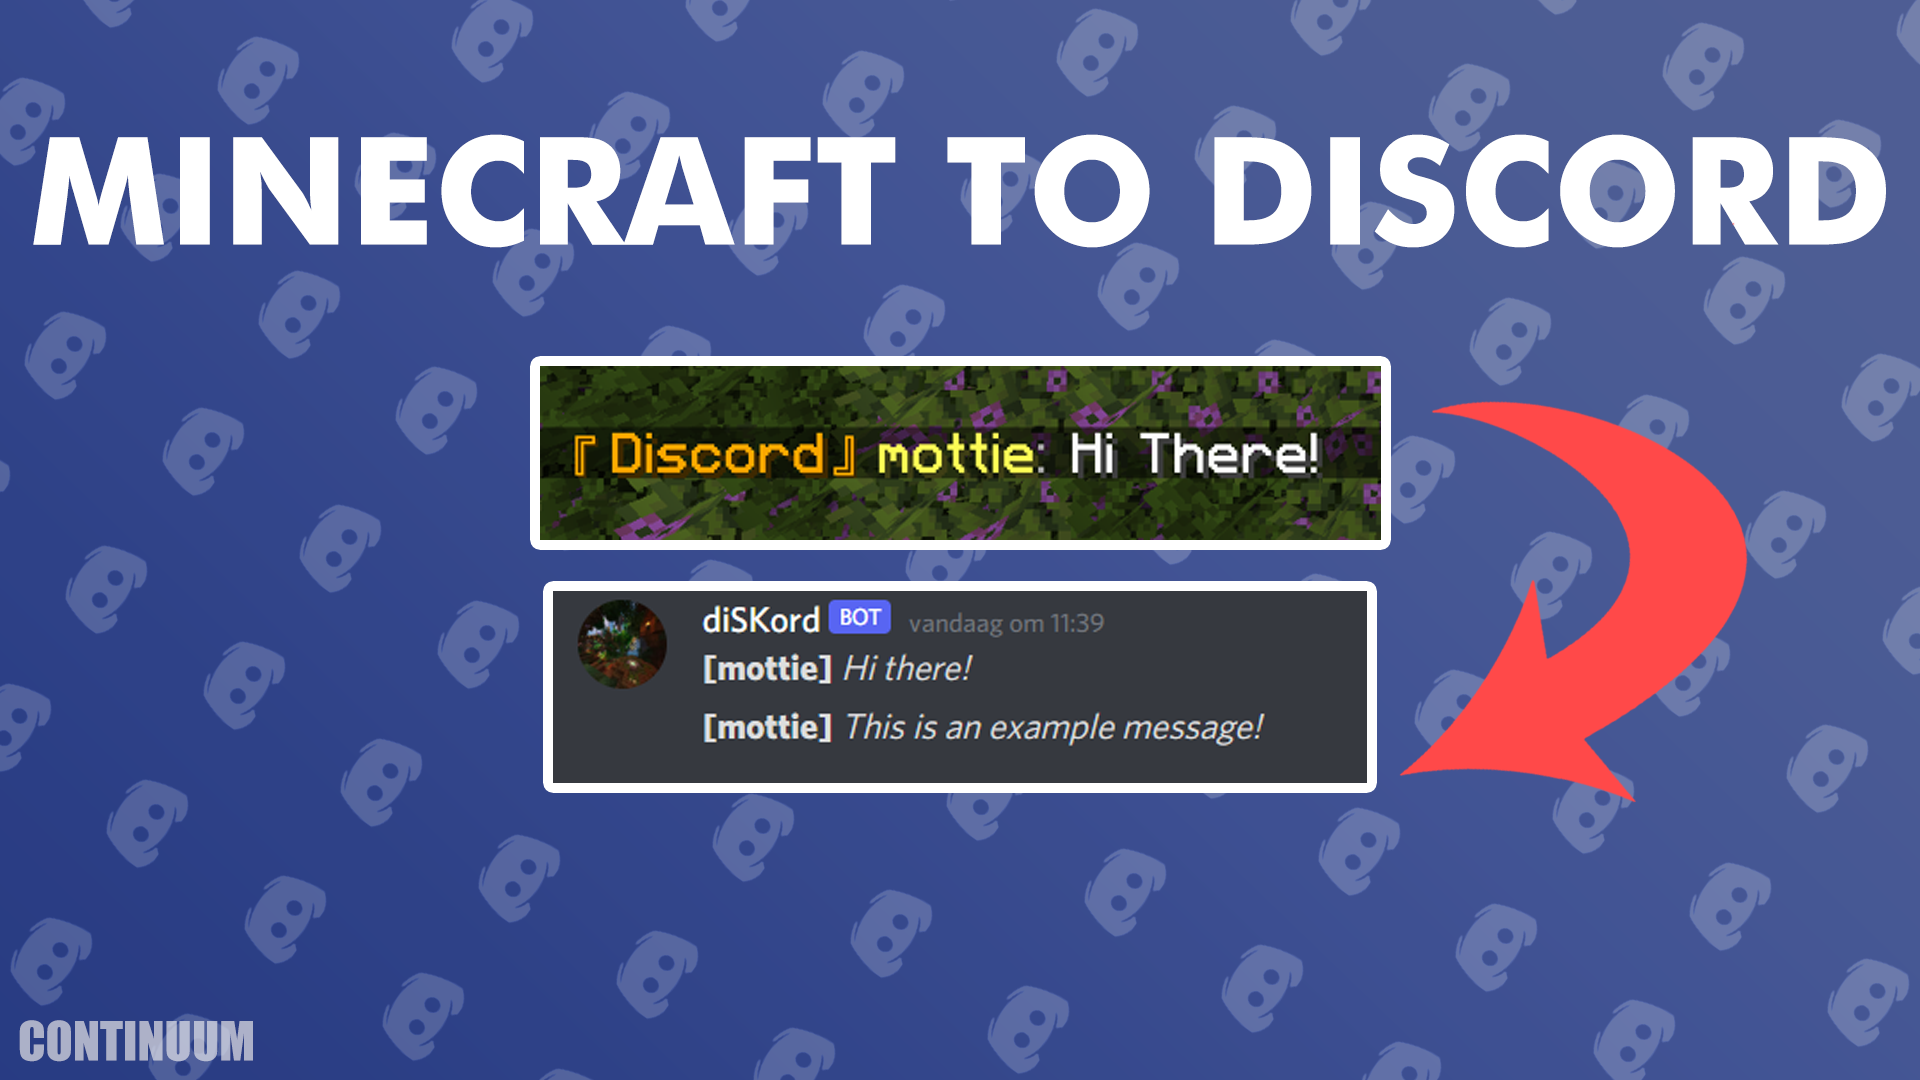 MINECRAFT TO DISCORD
『Discord』mottie: Hi There!
diSKord BOT vandaag om 11:39
[mottie] Hi there!
[mottie] This is an example message!
CONTINUUM